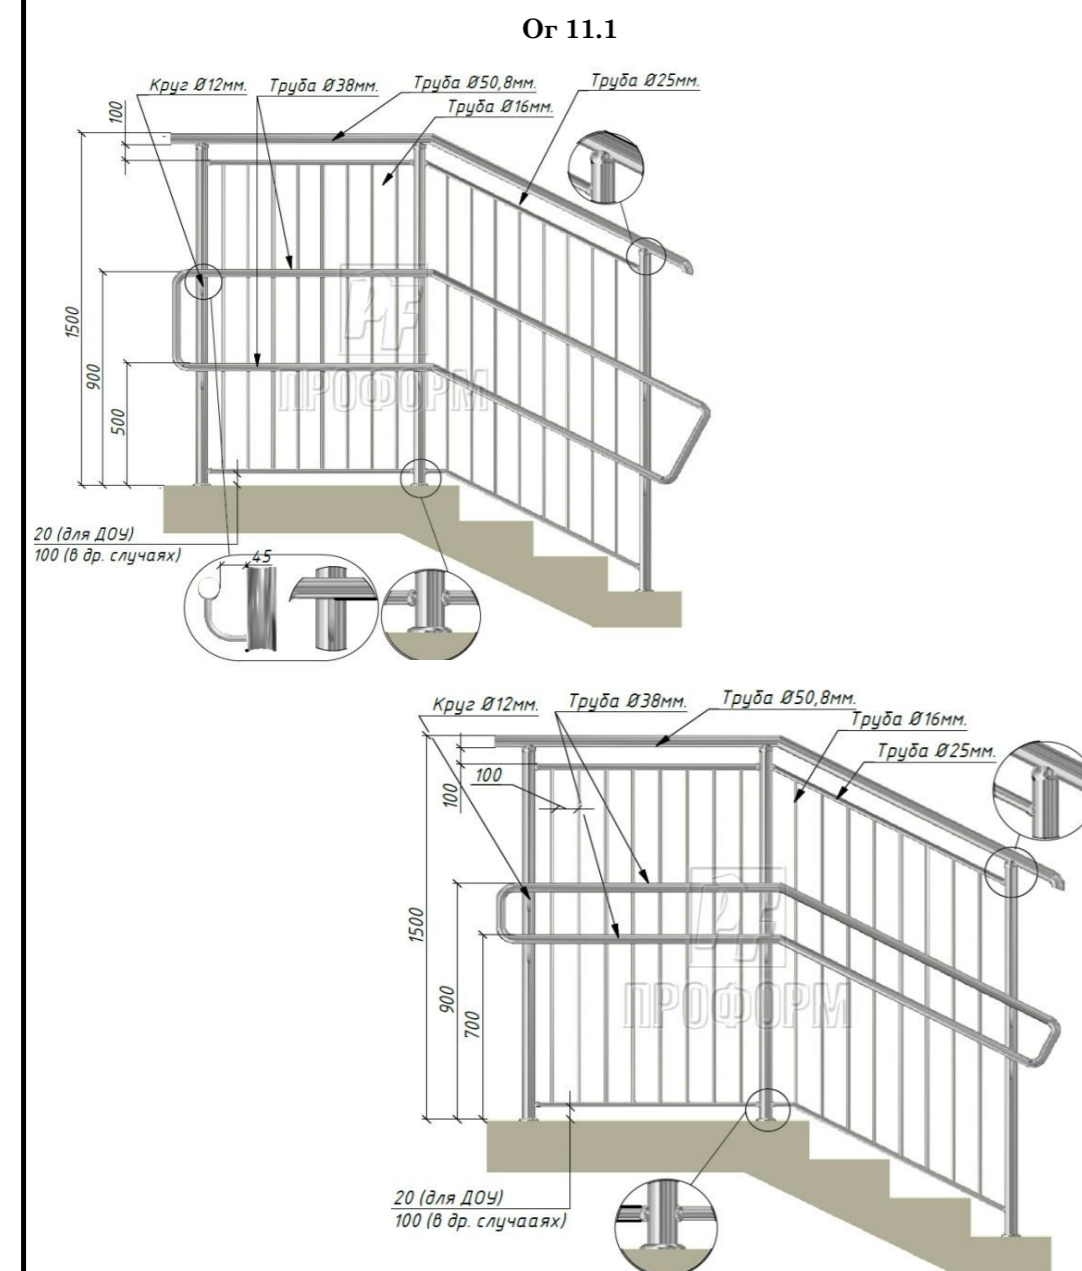 Ог 11.1
Круг Ø12мм.
Труба Ø38мм.
Труба Ø50,8мм.
Труба Ø25мм.
Труба Ø16мм.
100
1500
900
500
ПРОФОРМ
20 (для ДОУ)
100 (в др. случаях)
45
Круг Ø12мм.
Труба Ø38мм.
Труба Ø50,8мм.
Труба Ø16мм.
Труба Ø25мм.
100
100
1500
900
700
ПРОФОРМ
20 (для ДОУ)
100 (в др. случааях)